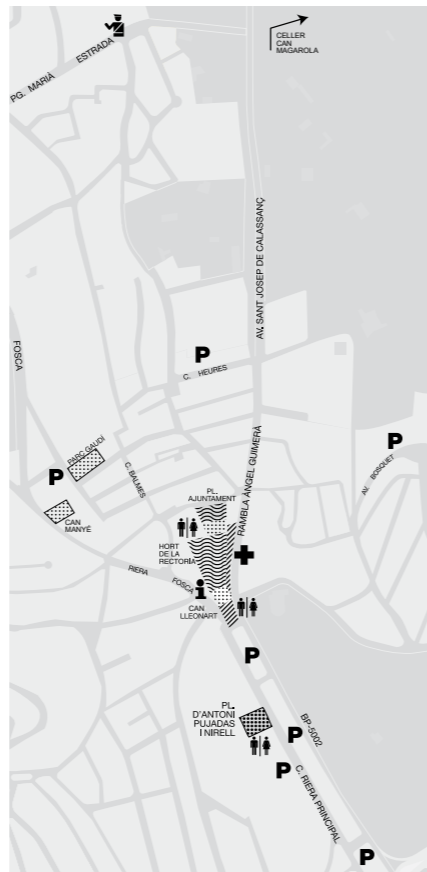 CELLER
CAN
MAGAROLA
PG. MARIÀ ESTRADA
AV. SANT JOSEP DE CALASSANÇ
FOSCA
P
C. HEURES
PARC GAUDÍ
P
C. BALMES
PL.
AJUNTAMENT
RAMBLA ÀNGEL GUIMERÀ
P
AV. BOSQUET
CAN
MANYÉ
HORT
DE LA
RECTORIA
RIERA FOSCA
i
CAN
LLEONART
P
PL.
D'ANTONI
PUJADAS
I NIRELL
BP-5002
P
P
C. RIERA PRINCIPAL
P